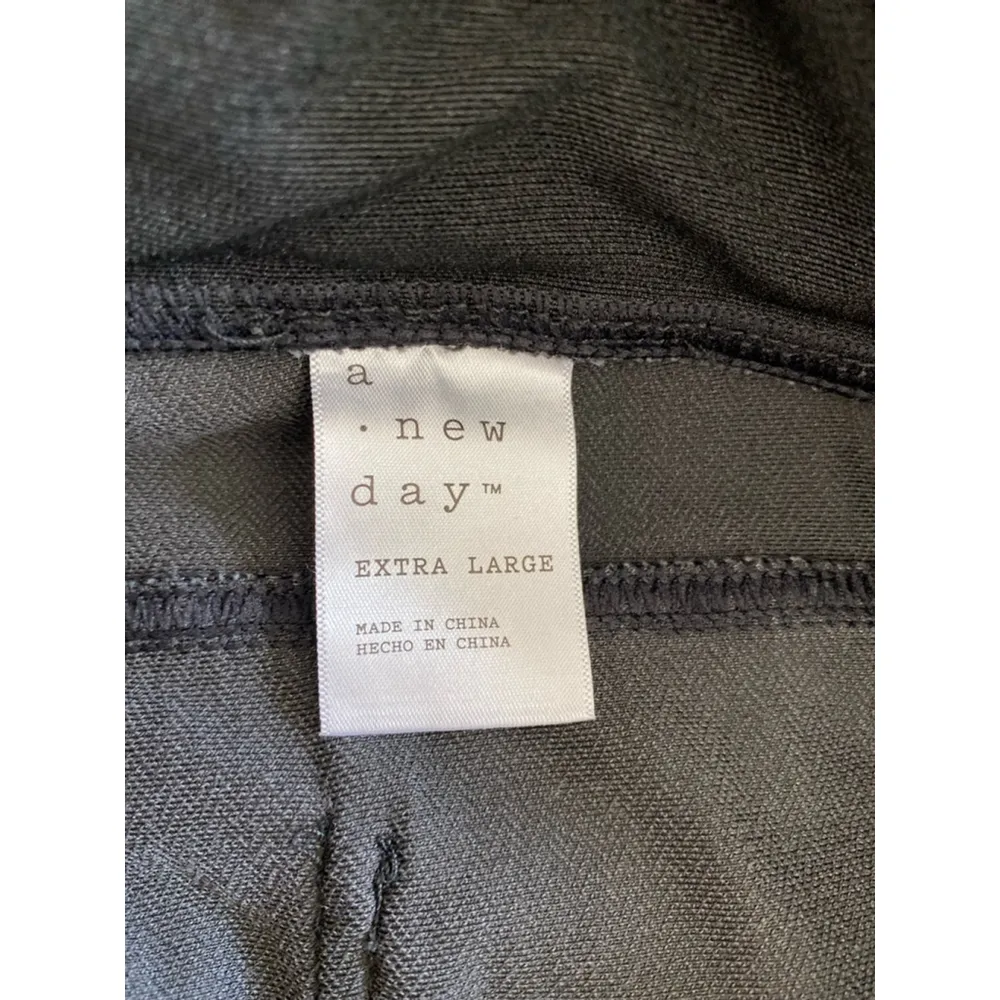 a
· new
day™
EXTRA LARGE
MADE IN CHINA
HECHO EN CHINA